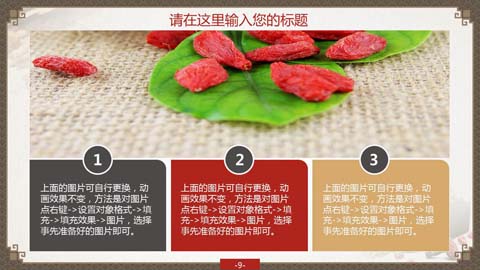 请在这里输入您的标题
1
上面的图片可自行更换，动
画效果不变，方法是对图片
点右键->设置对象格式->填
充->填充效果->图片，选择
事先准备好的图片即可。
2
上面的图片可自行更换，动
画效果不变，方法是对图片
点右键->设置对象格式->填
充->填充效果->图片，选择
事先准备好的图片即可。
3
上面的图片可自行更换，动
画效果不变，方法是对图片
点右键->设置对象格式->填
充->填充效果->图片，选择
事先准备好的图片即可。
-9-